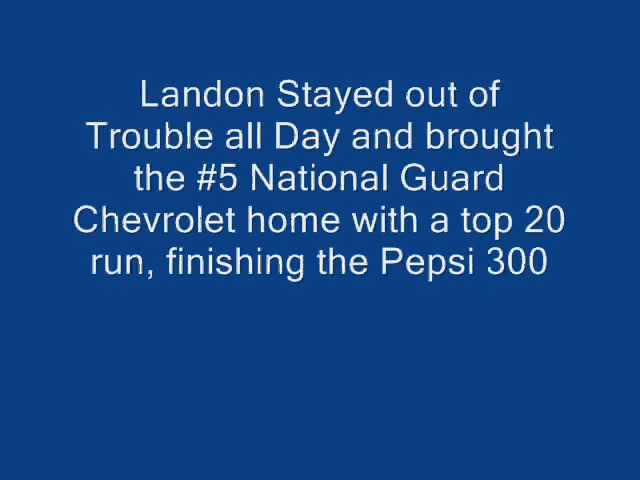 Landon Stayed out of
Trouble all Day and brought
the #5 National Guard
Chevrolet home with a top 20
run, finishing the Pepsi 300